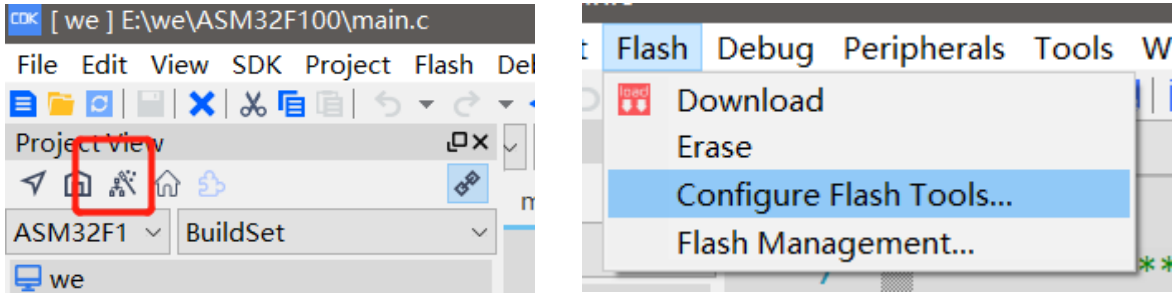 CDK [ we ] E:\we\ASM32F100\main.c
File Edit View SDK Project Flash
Project View
ASM32F1 BuildSet
we
Flash Debug Peripherals Tools W
load Download
Erase
Configure Flash Tools...
Flash Management...
**